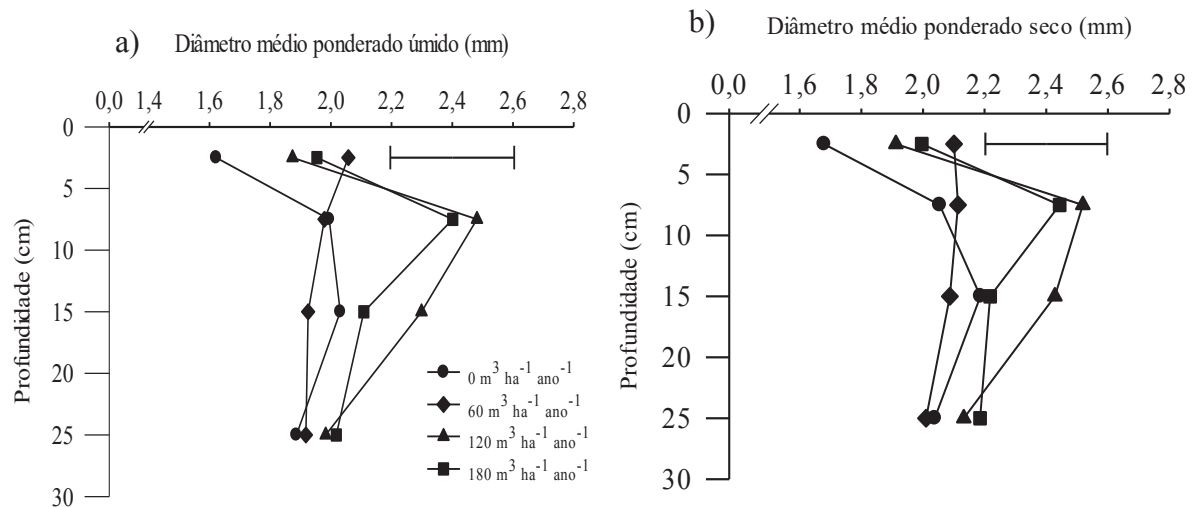 a) Diâmetro médio ponderado úmido (mm)
0,0 1,4 1,6 1,8 2,0 2,2 2,4 2,6 2,8
0
5
10
15
20
25
30
Profundidade (cm)
0 m³ ha⁻¹ ano⁻¹
60 m³ ha⁻¹ ano⁻¹
120 m³ ha⁻¹ ano⁻¹
180 m³ ha⁻¹ ano⁻¹
b) Diâmetro médio ponderado seco (mm)
0,0 1,6 1,8 2,0 2,2 2,4 2,6 2,8
0
5
10
15
20
25
30
Profundidade (cm)